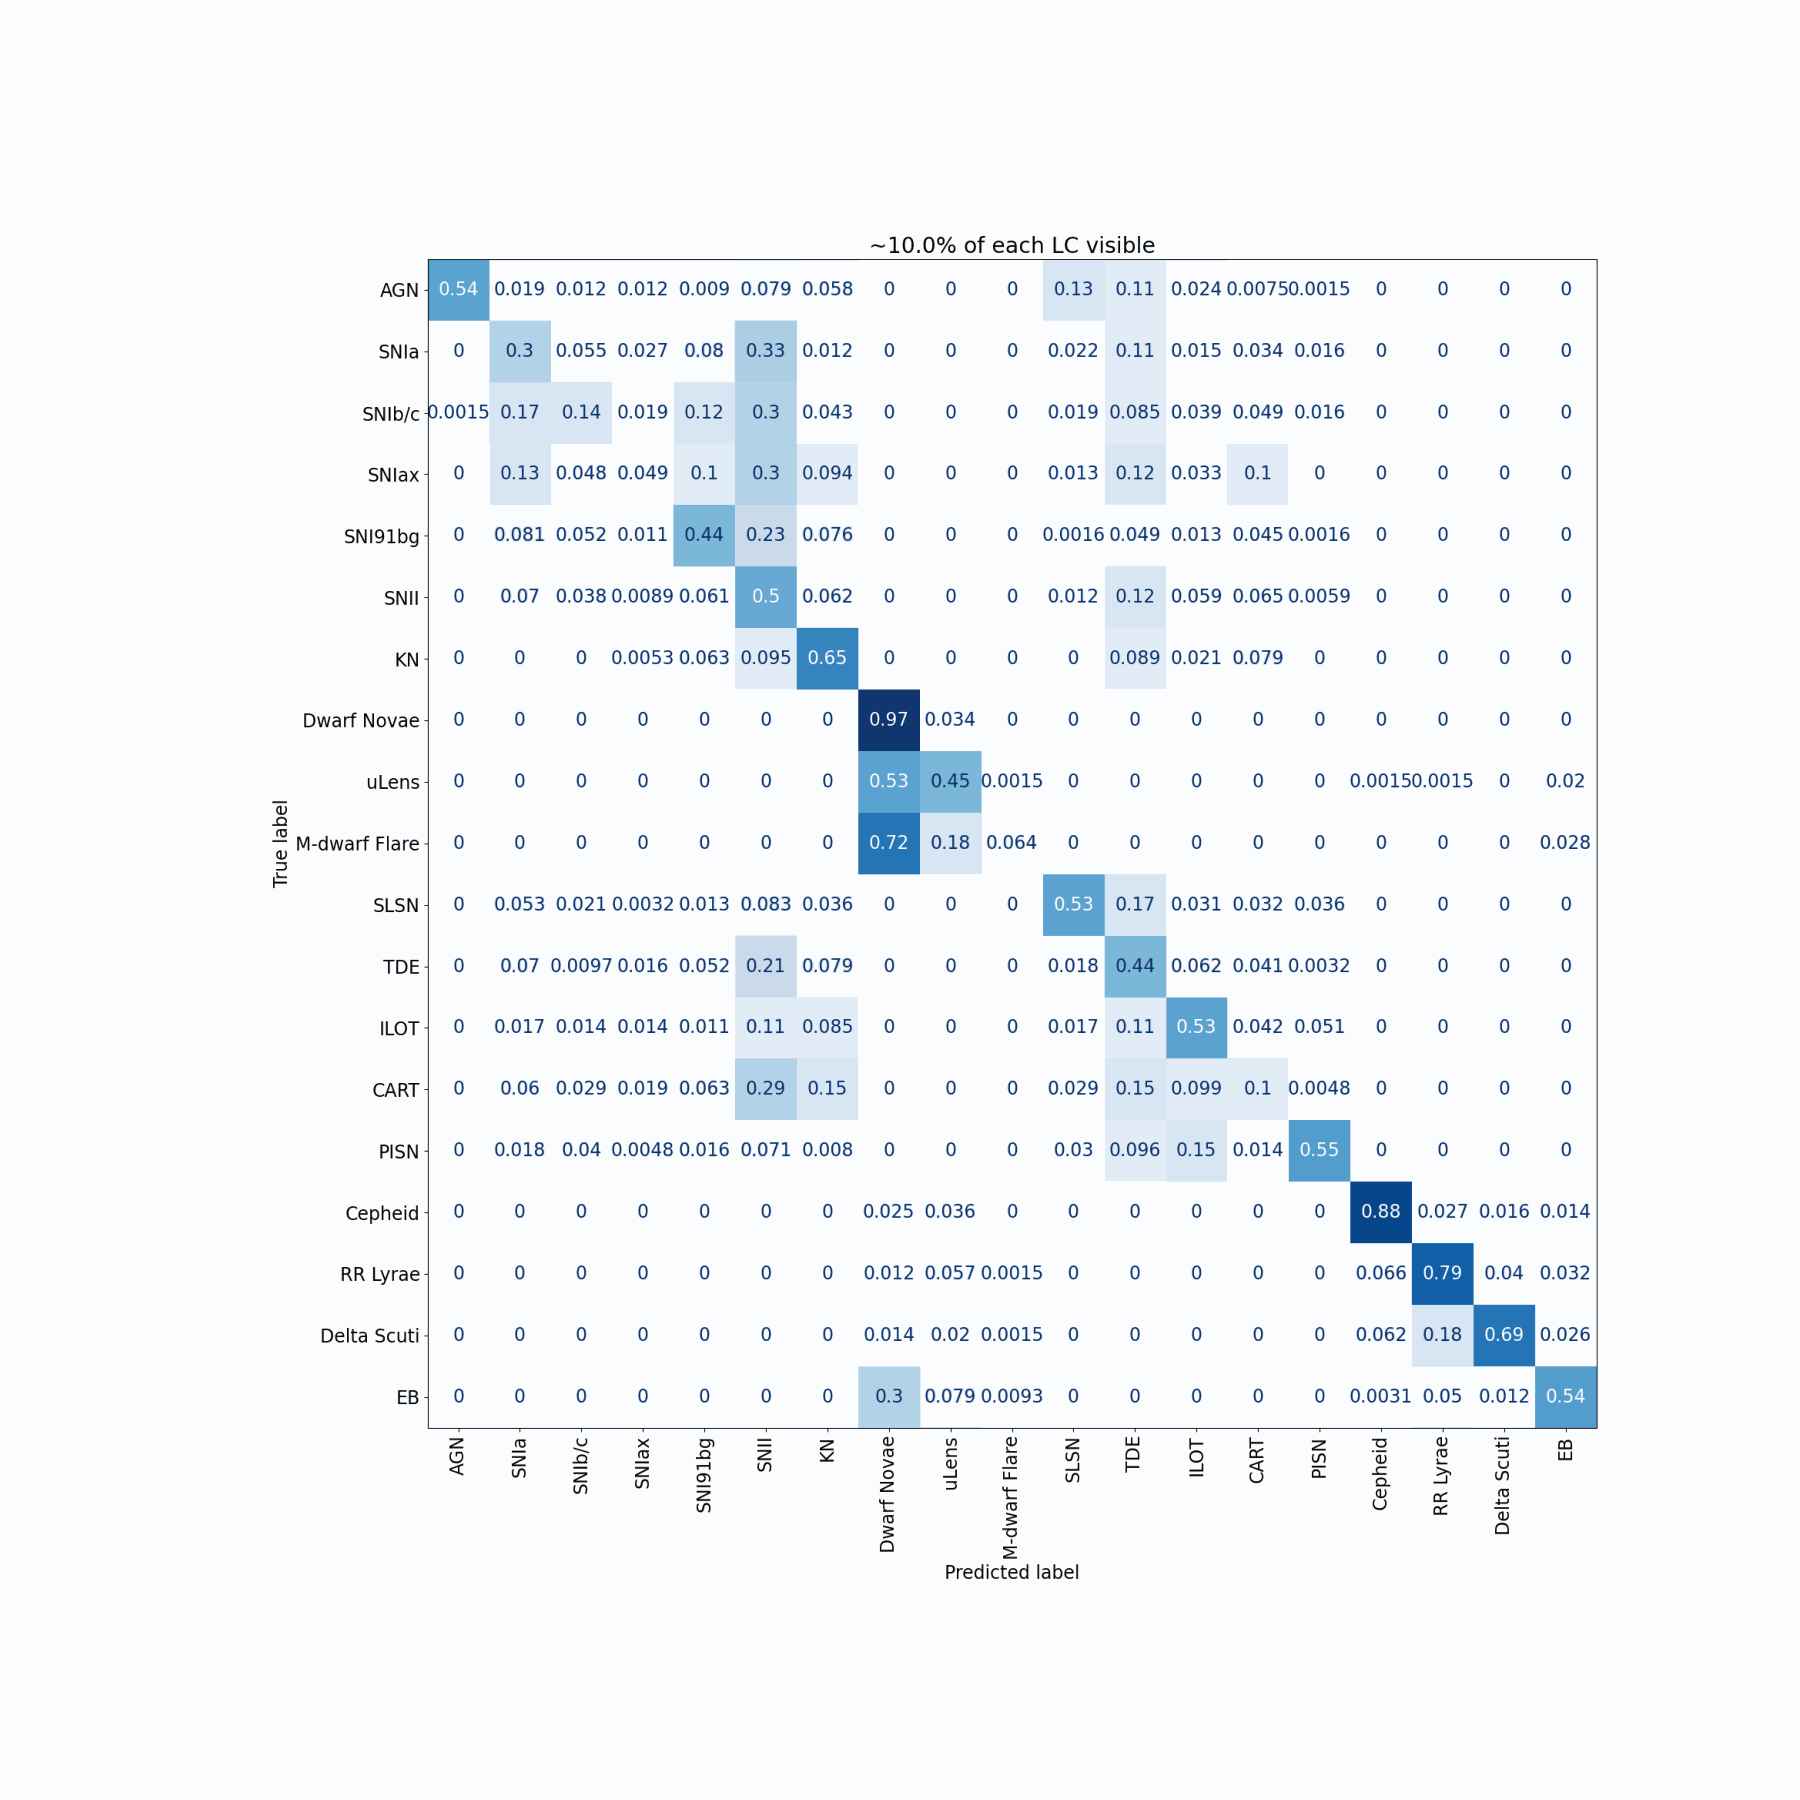 ~10.0% of each LC visible
AGN 0.54 0.019 0.012 0.012 0.009 0.079 0.058 0 0 0 0.13 0.11 0.024 0.0075 0.0015 0 0 0 0
SNIa 0 0.3 0.055 0.027 0.08 0.33 0.012 0 0 0 0.022 0.11 0.015 0.034 0.016 0 0 0 0
SNIb/c 0.0015 0.17 0.14 0.019 0.12 0.3 0.043 0 0 0 0.019 0.085 0.039 0.049 0.016 0 0 0 0
SNIax 0 0.13 0.048 0.049 0.1 0.3 0.094 0 0 0 0.013 0.12 0.033 0.1 0 0 0 0 0
SNI91bg 0 0.081 0.052 0.011 0.44 0.23 0.076 0 0 0 0.0016 0.049 0.013 0.045 0.0016 0 0 0 0
SNII 0 0.07 0.038 0.0089 0.061 0.5 0.062 0 0 0 0.012 0.12 0.059 0.065 0.0059 0 0 0 0
KN 0 0 0 0.0053 0.063 0.095 0.65 0 0 0 0 0.089 0.021 0.079 0 0 0 0 0
Dwarf Novae 0 0 0 0 0 0 0 0.97 0.034 0 0 0 0 0 0 0 0 0 0
uLens 0 0 0 0 0 0 0 0.53 0.45 0.0015 0 0 0 0 0 0.0015 0.0015 0 0.02
M-dwarf Flare 0 0 0 0 0 0 0 0.72 0.18 0.064 0 0 0 0 0 0 0 0 0.028
SLSN 0 0.053 0.021 0.0032 0.013 0.083 0.036 0 0 0 0.53 0.17 0.031 0.032 0.036 0 0 0 0
TDE 0 0.07 0.0097 0.016 0.052 0.21 0.079 0 0 0 0.018 0.44 0.062 0.041 0.0032 0 0 0 0
ILOT 0 0.017 0.014 0.014 0.011 0.11 0.085 0 0 0 0.017 0.11 0.53 0.042 0.051 0 0 0 0
CART 0 0.06 0.029 0.019 0.063 0.29 0.15 0 0 0 0.029 0.15 0.099 0.1 0.0048 0 0 0 0
PISN 0 0.018 0.04 0.0048 0.016 0.071 0.008 0 0 0 0.03 0.096 0.15 0.014 0.55 0 0 0 0
Cepheid 0 0 0 0 0 0 0 0.025 0.036 0 0 0 0 0 0 0.88 0.027 0.016 0.014
RR Lyrae 0 0 0 0 0 0 0 0.012 0.057 0.0015 0 0 0 0 0 0.066 0.79 0.04 0.032
Delta Scuti 0 0 0 0 0 0 0 0.014 0.02 0.0015 0 0 0 0 0 0.062 0.18 0.69 0.026
EB 0 0 0 0 0 0 0 0.3 0.079 0.0093 0 0 0 0 0 0.0031 0.05 0.012 0.54
True label
AGN SNIa SNIb/c SNIax SNI91bg SNII KN Dwarf Novae uLens M-dwarf Flare SLSN TDE ILOT CART PISN Cepheid RR Lyrae Delta Scuti EB
Predicted label